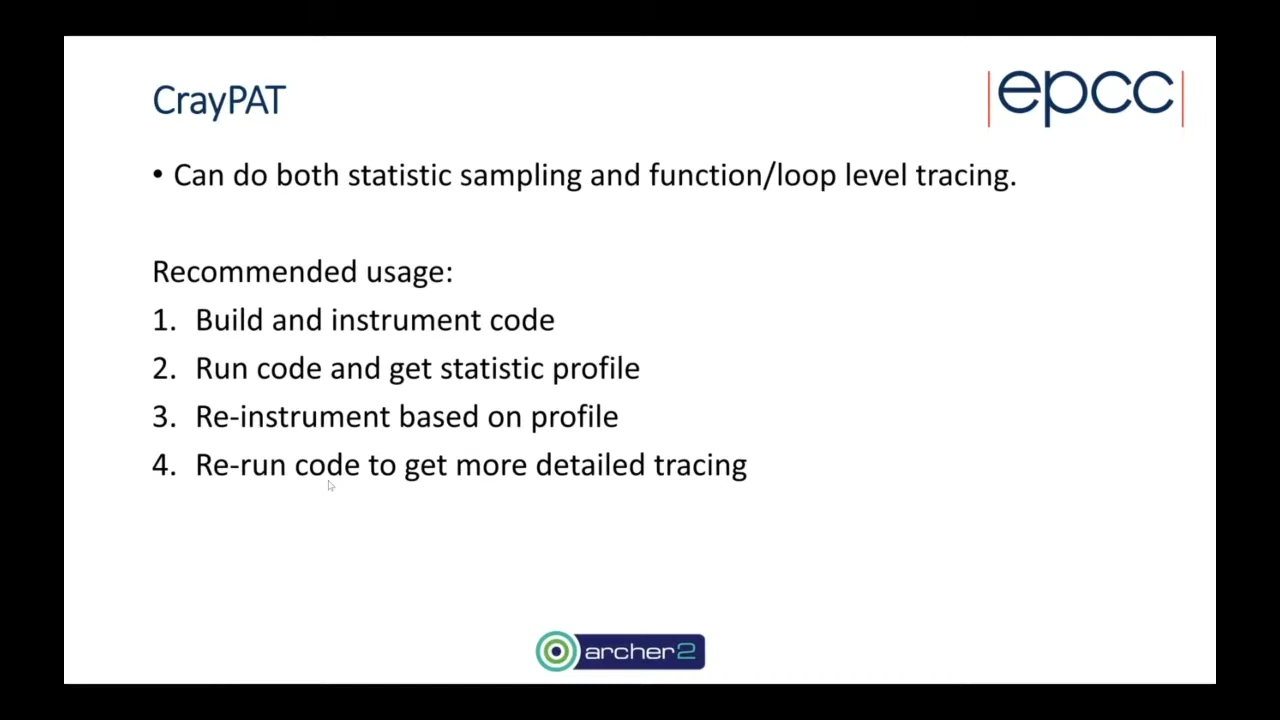 CrayPAT
|epcc|
• Can do both statistic sampling and function/loop level tracing.
Recommended usage:
1. Build and instrument code
2. Run code and get statistic profile
3. Re-instrument based on profile
4. Re-run code to get more detailed tracing
archer2